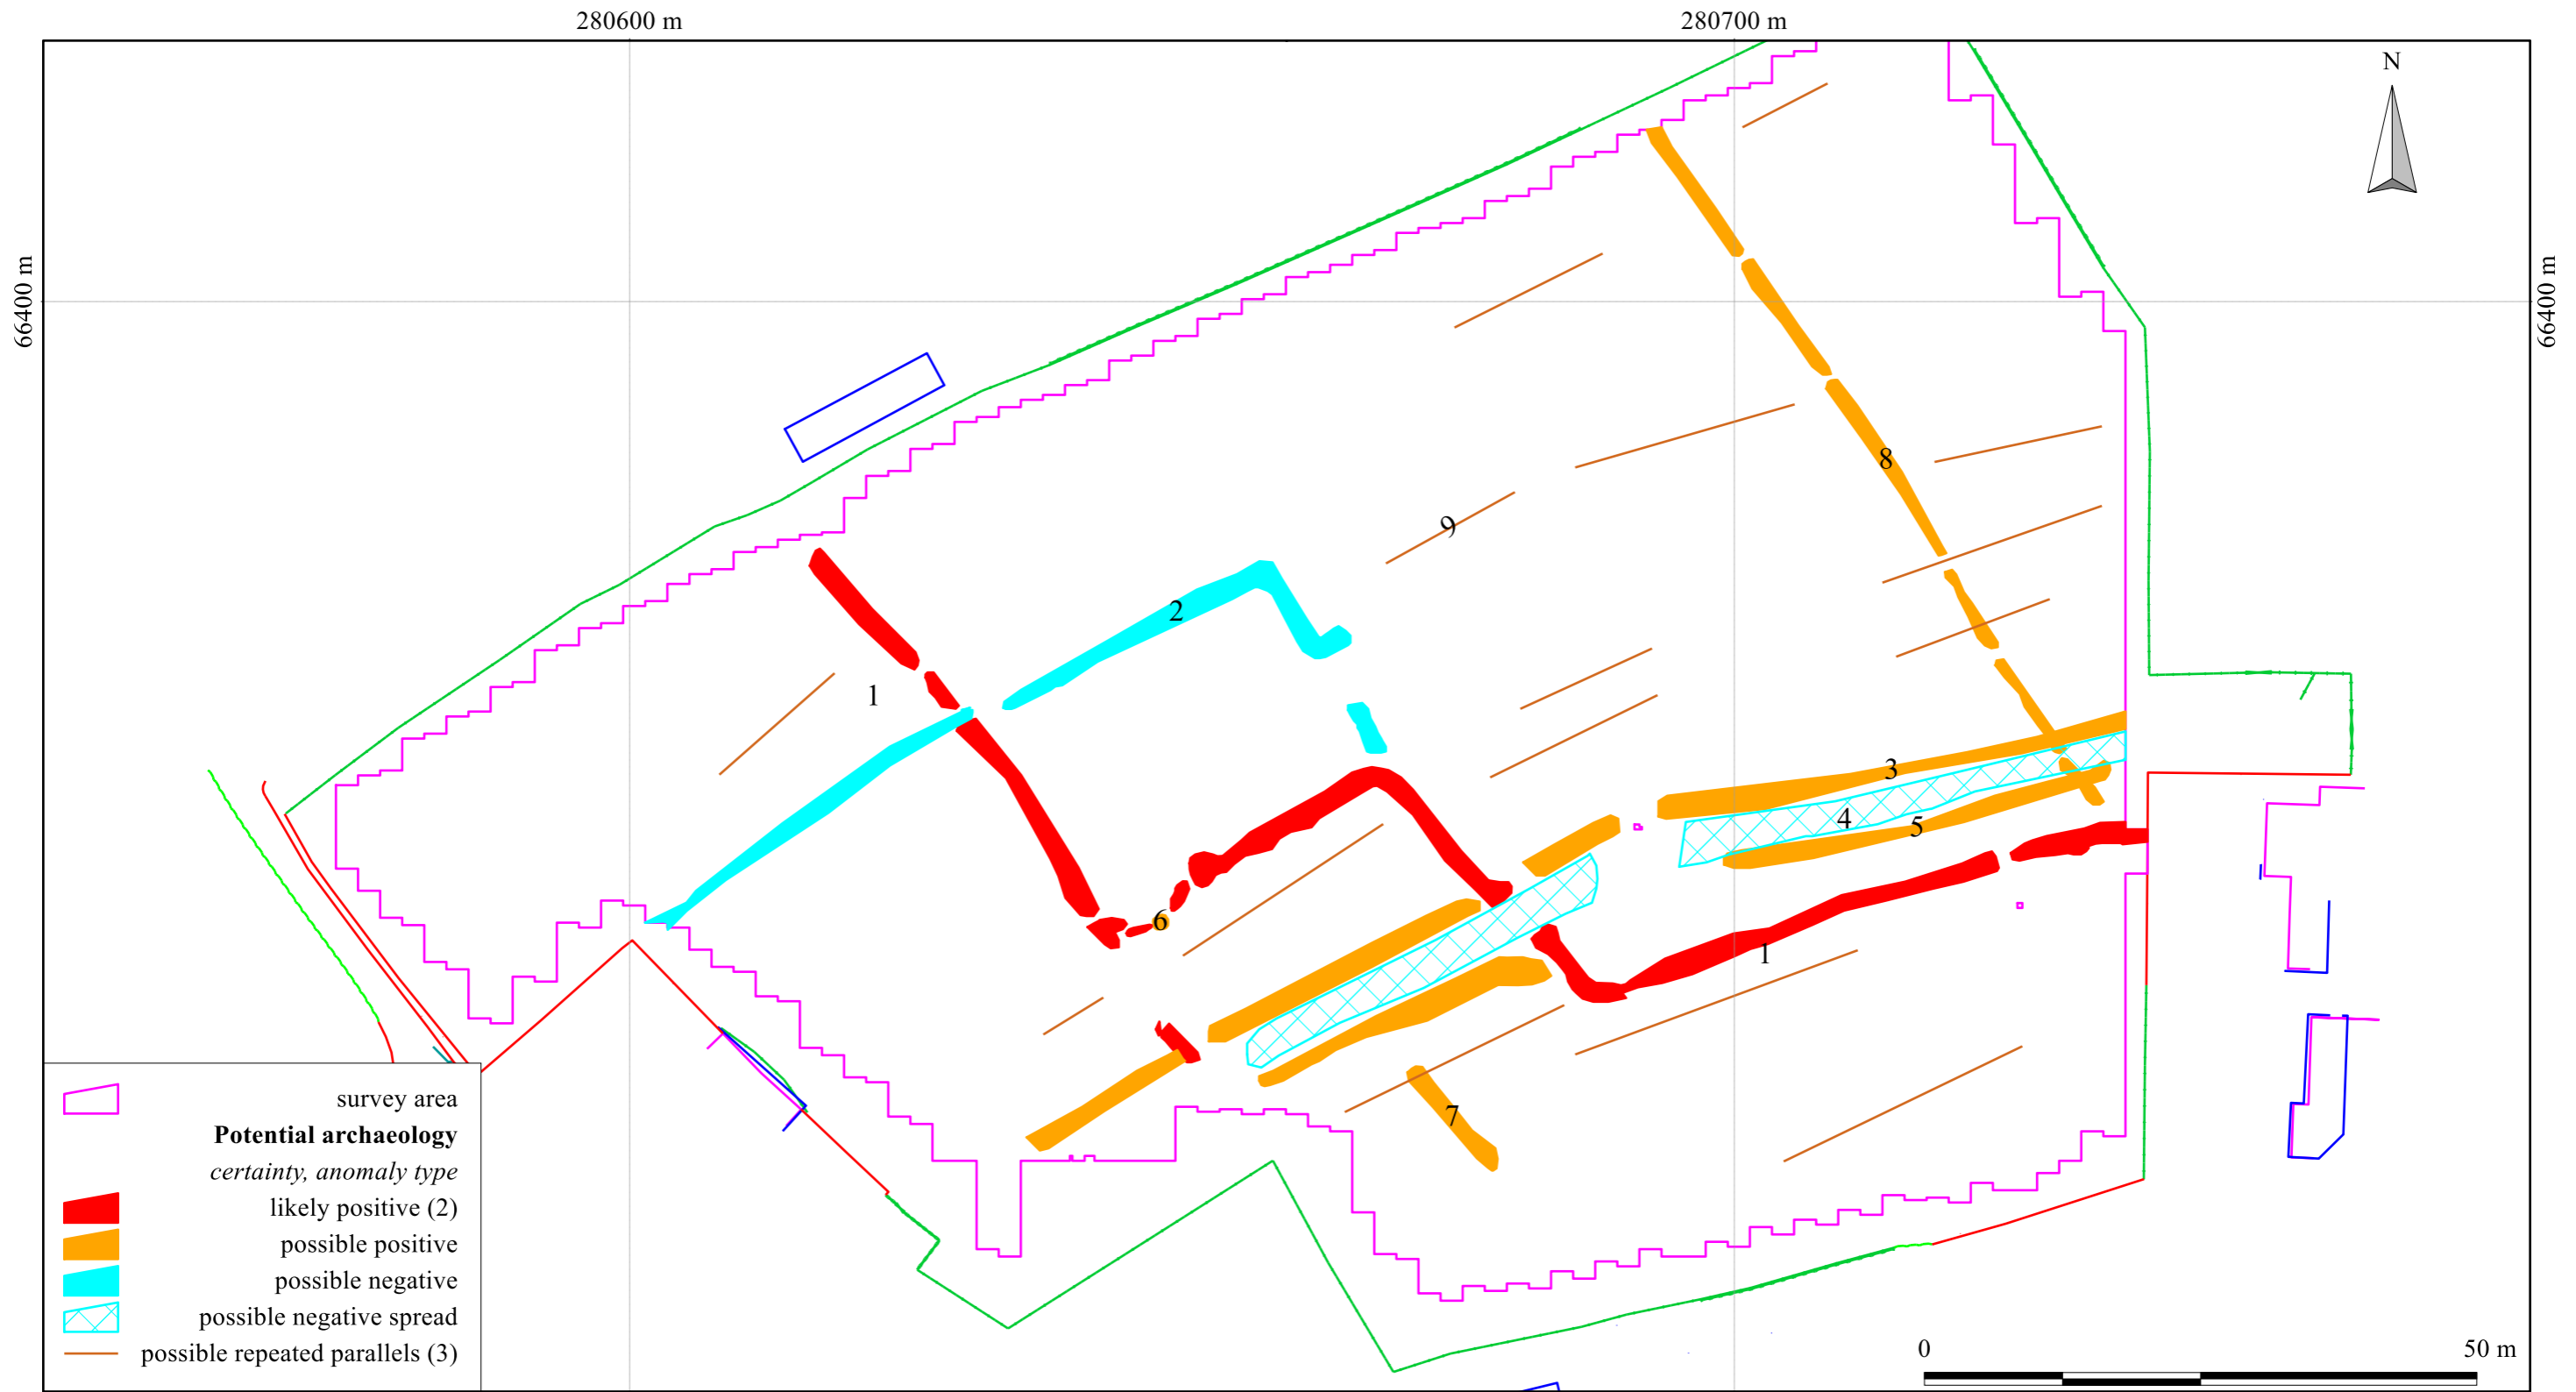 280600 m
280700 m
N
66400 m
66400 m
8
9
2
1
3
4
5
6
1
7
survey area
Potential archaeology
certainty, anomaly type
likely positive (2)
possible positive
possible negative
possible negative spread
possible repeated parallels (3)
0
50 m